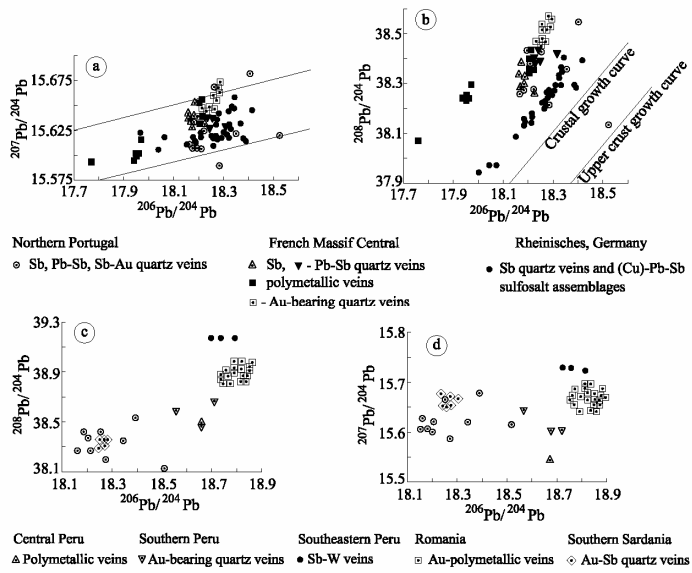 a
15.675
15.625
15.575
207Pb/204Pb
17.7 17.9 18.1 18.3 18.5
206Pb/204Pb
b
38.5
38.3
38.1
37.9
208Pb/204Pb
17.7 17.9 18.1 18.3 18.5
206Pb/204Pb
Crustal growth curve
Upper crust growth curve
Northern Portugal French Massif Central Rheinisches, Germany
Sb, Pb-Sb, Sb-Au quartz veins
Sb, - Pb-Sb quartz veins
polymetallic veins
- Au-bearing quartz veins
Sb quartz veins and (Cu)-Pb-Sb
sulfosalt assemblages
c
39.3
38.9
38.5
38.1
208Pb/204Pb
18.1 18.3 18.5 18.7 18.9
206Pb/204Pb
d
15.8
15.7
15.6
15.5
207Pb/204Pb
18.1 18.3 18.5 18.7 18.9
206Pb/204Pb
Central Peru Southern Peru Southeastern Peru Romania Southern Sardania
Polymetallic veins Au-bearing quartz veins Sb-W veins Au-polymetallic veins Au-Sb quartz veins